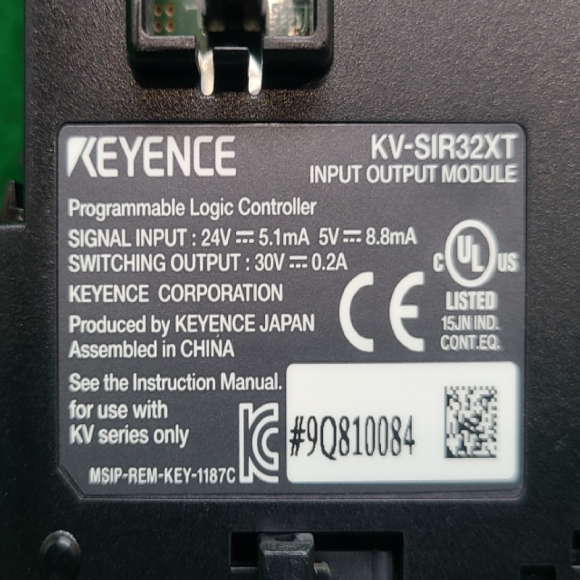 KEYENCE
KV-SIR32XT
INPUT OUTPUT MODULE
Programmable Logic Controller
SIGNAL INPUT : 24V ⎓ 5.1mA 5V ⎓ 8.8mA
SWITCHING OUTPUT : 30V ⎓ 0.2A
KEYENCE CORPORATION
Produced by KEYENCE JAPAN
Assembled in CHINA
CE
C UL US
LISTED
15JN IND.
CONT.EQ.
See the Instruction Manual.
for use with
KV series only
MSIP-REM-KEY-1187C
#9Q810084